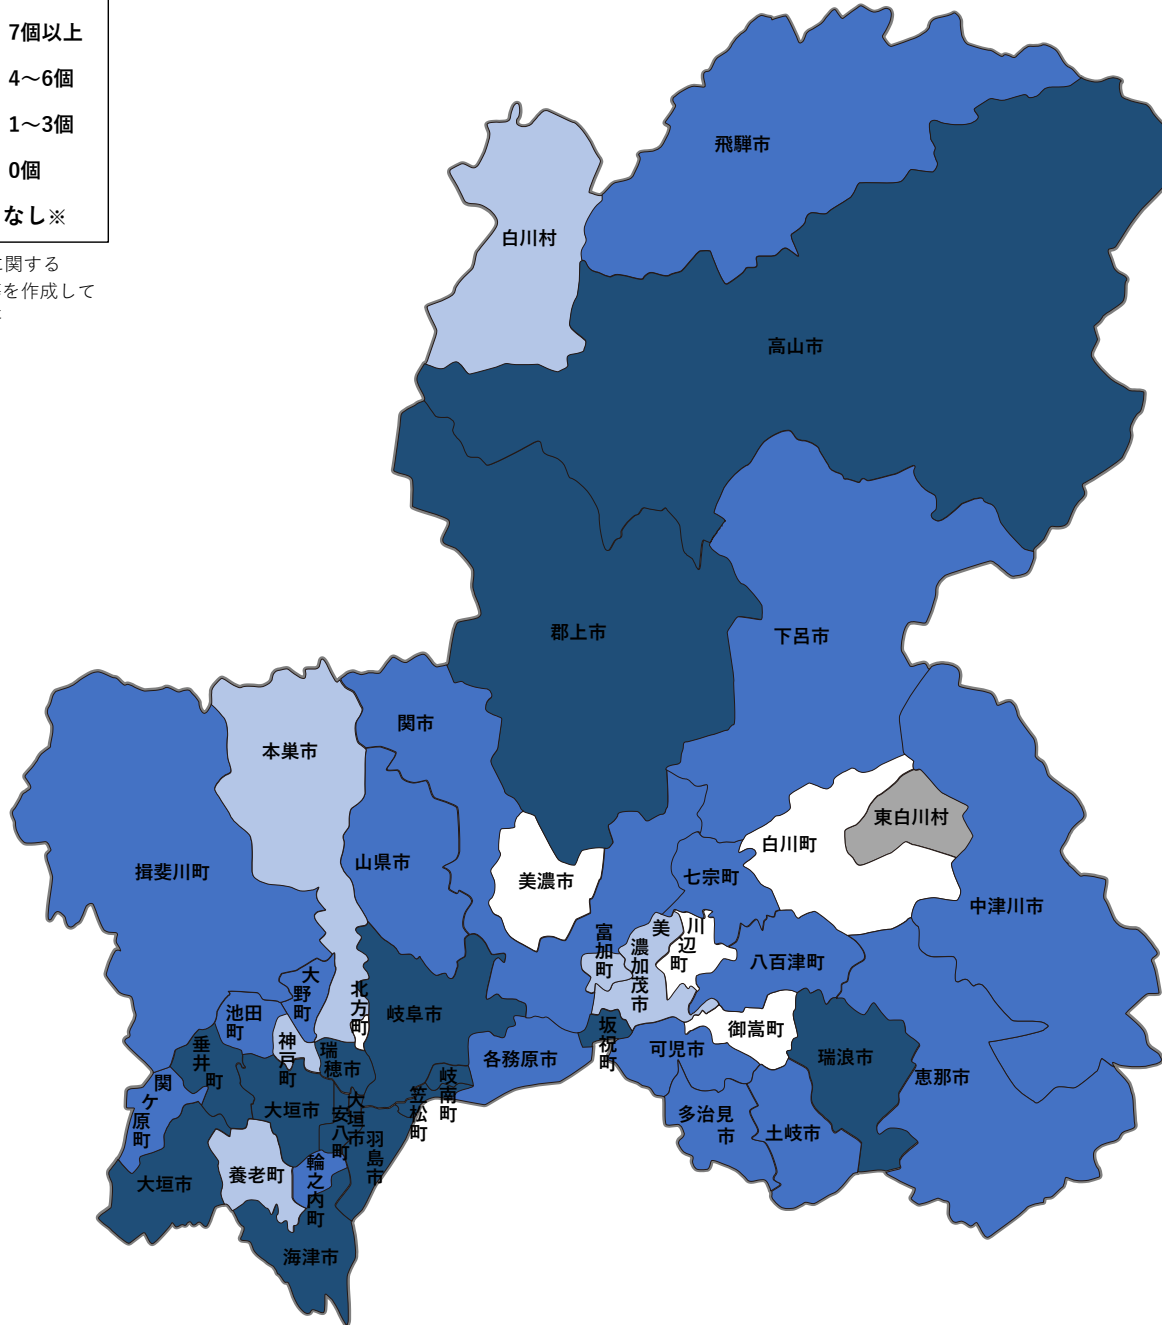 7個以上
4～6個
1～3個
0個
なし※
に関する
等を作成して
飛騨市
白川村
高山市
郡上市
下呂市
関市
本巣市
東白川村
白川町
山県市
揖斐川町
美濃市
七宗町
中津川市
富加町
美濃加茂市
川辺町
八百津町
大野町
北方町
池田町
岐阜市
神戸町
瑞穂市
坂祝町
御嵩町
垂井町
各務原市
可児市
瑞浪市
恵那市
関ケ原町
岐南町
笠松町
大垣市
大垣市
安八町
羽島市
多治見市
土岐市
養老町
輪之内町
大垣市
海津市